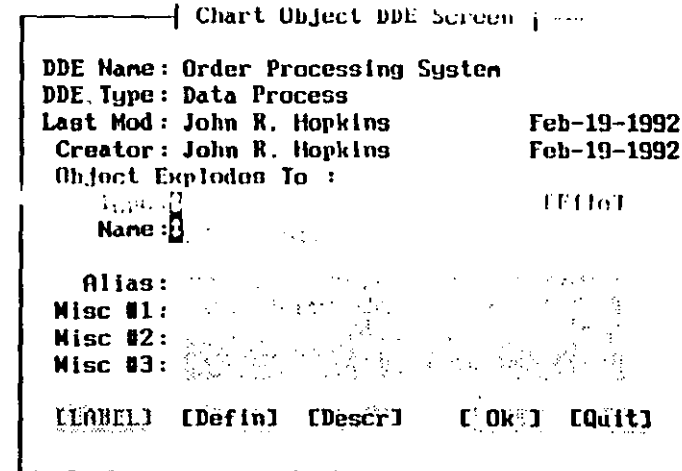 Chart Object DDE Screen
DDE Name: Order Processing System
DDE Type: Data Process
Last Mod: John R. Hopkins Feb-19-1992
Creator: John R. Hopkins Feb-19-1992
Object Explodes To :
Type:
Name:
Alias:
Misc #1:
Misc #2:
Misc #3:
[LABEL] [Defin] [Descr] [ Ok ] [Quit]